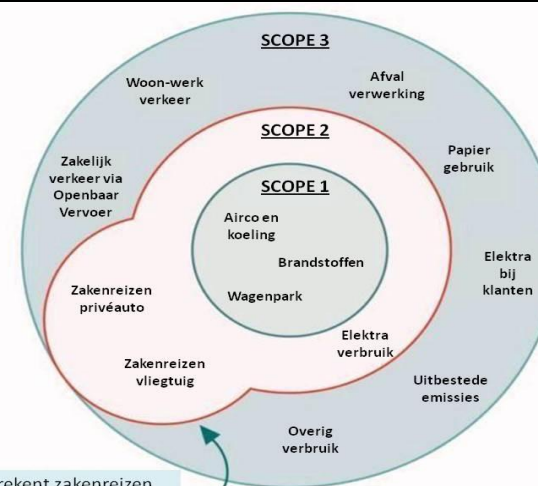 SCOPE 3
Woon-werk
verkeer
Afval
verwerking
SCOPE 2
Papier
gebruik
Zakelijk
verkeer via
Openbaar
Vervoer
SCOPE 1
Airco en
koeling
Brandstoffen
Wagenpark
Elektra
bij
klanten
Zakenreizen
privéauto
Elektra
verbruik
Zakenreizen
vliegtuig
Uitbestede
emissies
Overig
verbruik
zakenreizen